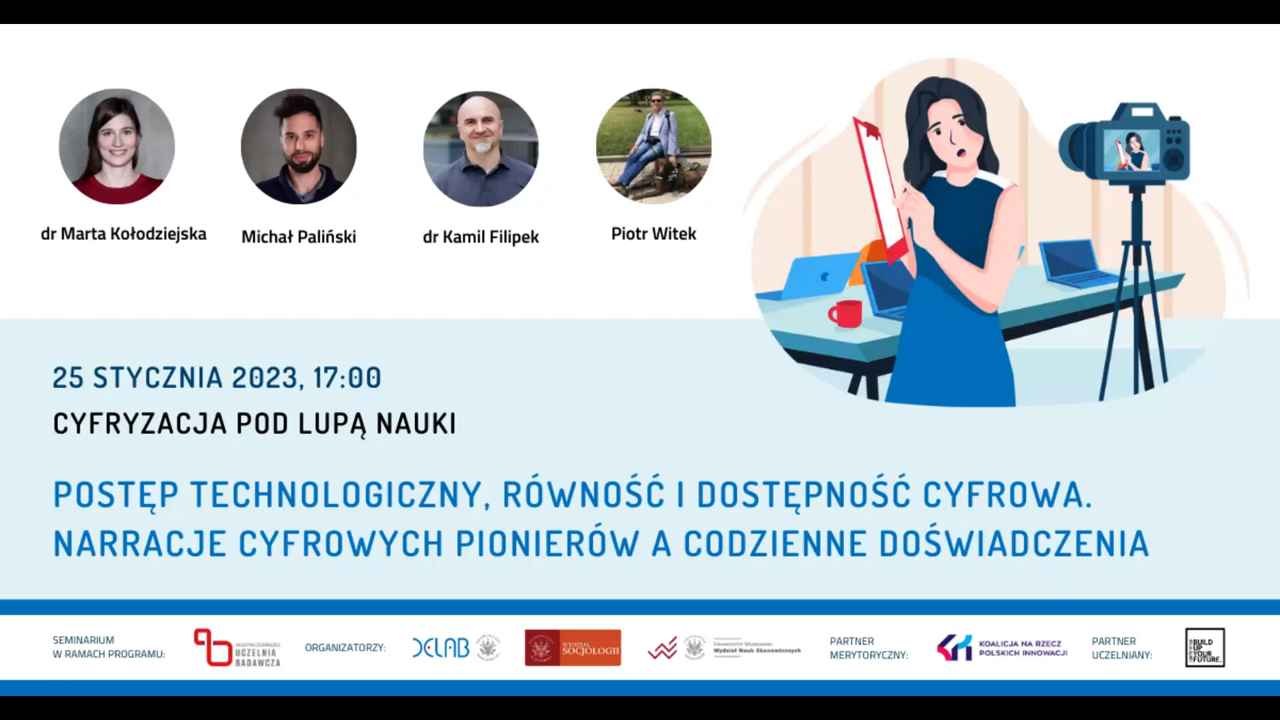 dr Marta Kołodziejska
Michał Paliński
dr Kamil Filipek
Piotr Witek
25 STYCZNIA 2023, 17:00
CYFRYZACJA POD LUPĄ NAUKI
POSTĘP TECHNOLOGICZNY, RÓWNOŚĆ I DOSTĘPNOŚĆ CYFROWA.
NARRACJE CYFROWYCH PIONIERÓW A CODZIENNE DOŚWIADCZENIA
SEMINARIUM
W RAMACH PROGRAMU:
UCZELNIA
BADAWCZA
ORGANIZATORZY:
DELAB
WYDZIAŁ
SOCJOLOGII
Wydział Nauk Ekonomicznych
PARTNER
MERYTORYCZNY:
KOALICJA NA RZECZ
POLSKICH INNOWACJI
PARTNER
UCZELNIANY:
BUILD
UP
YOUR
FUTURE.